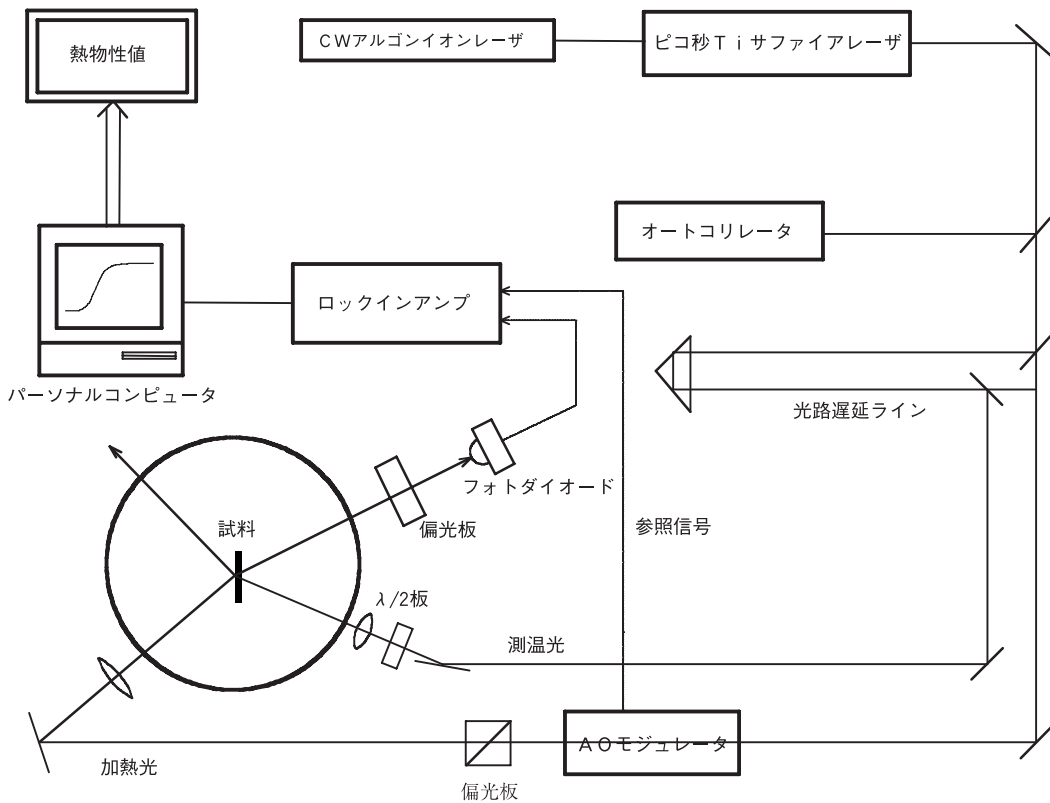 熱物性値
CWアルゴンイオンレーザ
ピコ秒Tiサファイアレーザ
オートコリレータ
ロックインアンプ
パーソナルコンピュータ
光路遅延ライン
フォトダイオード
偏光板
試料
参照信号
λ/2板
測温光
AOモジュレータ
加熱光
偏光板